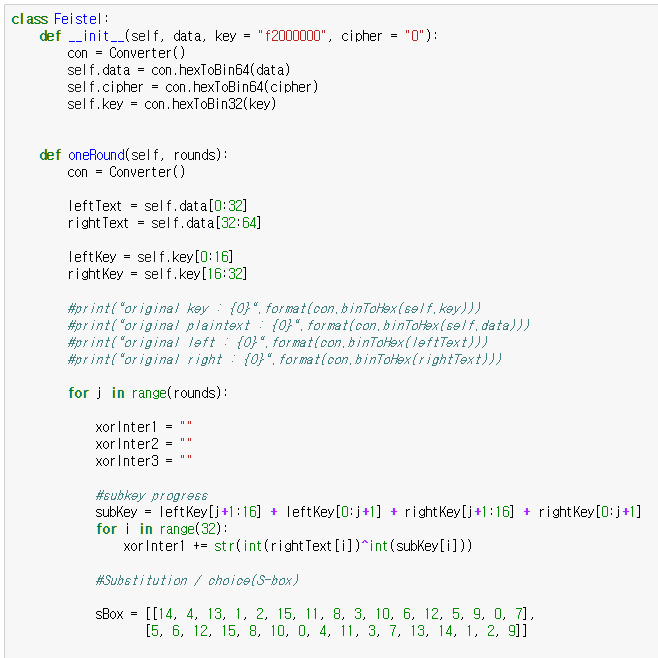 class Feistel:
    def __init__(self, data, key = "f2000000", cipher = "0"):
        con = Converter()
        self.data = con.hexToBin64(data)
        self.cipher = con.hexToBin64(cipher)
        self.key = con.hexToBin32(key)
    def oneRound(self, rounds):
        con = Converter()
        leftText = self.data[0:32]
        rightText = self.data[32:64]
        leftKey = self.key[0:16]
        rightKey = self.key[16:32]
        #print("original key : {0}".format(con.binToHex(self.key)))
        #print("original plaintext : {0}".format(con.binToHex(self.data)))
        #print("original left : {0}".format(con.binToHex(leftText)))
        #print("original right : {0}".format(con.binToHex(rightText)))
        for j in range(rounds):
            xorInter1 = ""
            xorInter2 = ""
            xorInter3 = ""
            #subkey progress
            subKey = leftKey[j+1:16] + leftKey[0:j+1] + rightKey[j+1:16] + rightKey[0:j+1]
            for i in range(32):
                xorInter1 += str(int(rightText[i])^int(subKey[i]))
            #Substitution / choice(S-box)
            sBox = [[14, 4, 13, 1, 2, 15, 11, 8, 3, 10, 6, 12, 5, 9, 0, 7],
                   [5, 6, 12, 15, 8, 10, 0, 4, 11, 3, 7, 13, 14, 1, 2, 9]]